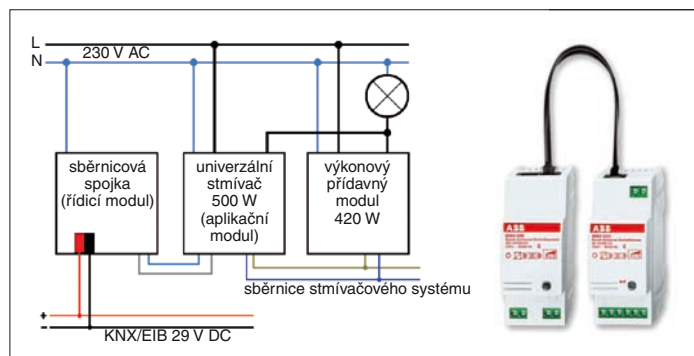 L
230 V AC
N
sběrnicová
spojka
(řídicí modul)
univerzální
stmívač
500 W
(aplikační
modul)
výkonový
přídavný
modul
420 W
sběrnice stmívačového systému
+
–
KNX/EIB 29 V DC
ABB
ABB